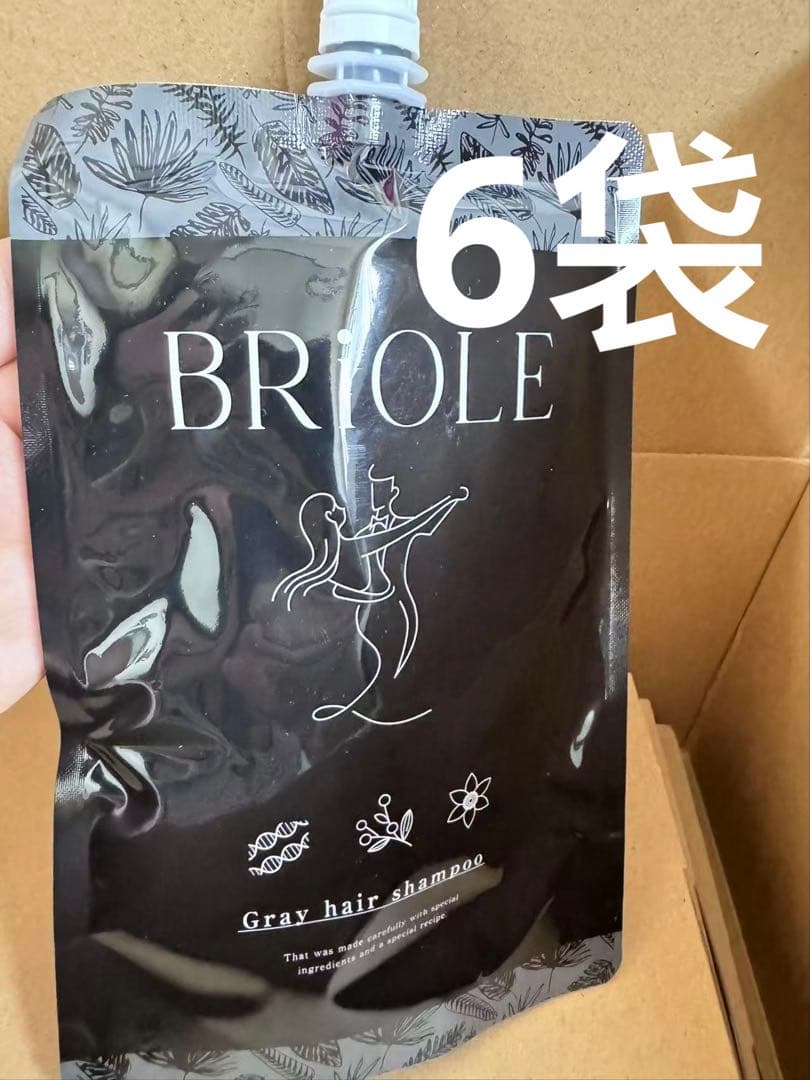 6袋
BRiOLE
Gray hair shampoo
That was made carefully with special
ingredients and a special recipe.